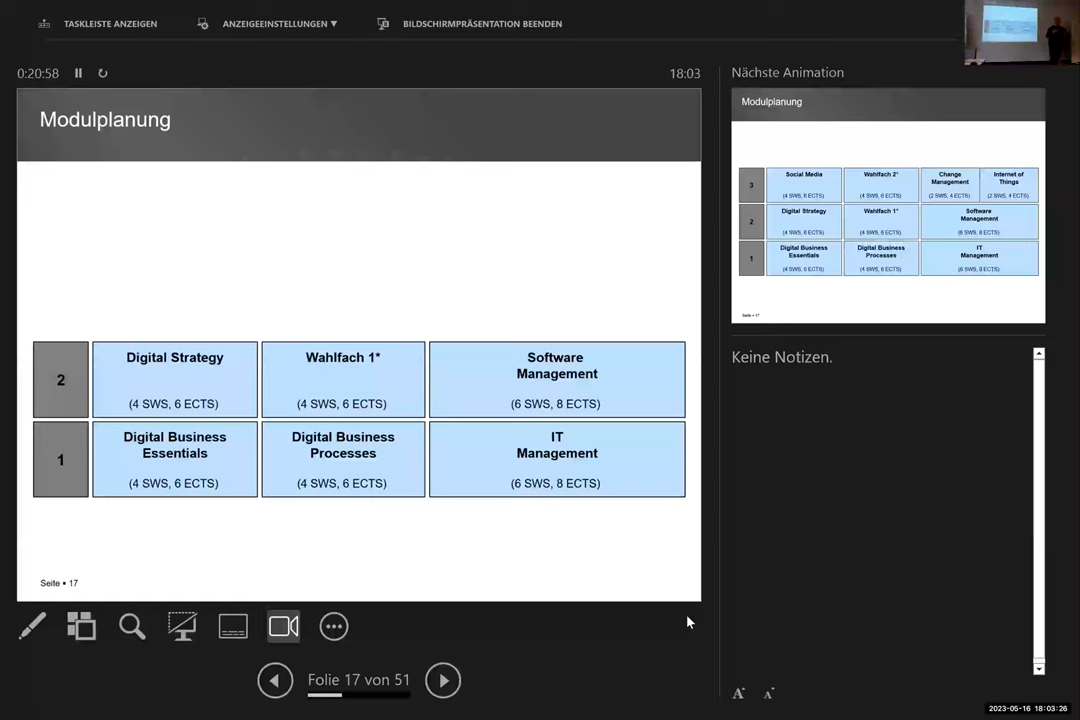 TASKLEISTE ANZEIGEN
ANZEIGEEINSTELLUNGEN ▼
BILDSCHIRMPRÄSENTATION BEENDEN
0:20:58
18:03
Modulplanung
2
Digital Strategy
(4 SWS, 6 ECTS)
Wahlfach 1*
(4 SWS, 6 ECTS)
Software
Management
(6 SWS, 8 ECTS)
1
Digital Business
Essentials
(4 SWS, 6 ECTS)
Digital Business
Processes
(4 SWS, 6 ECTS)
IT
Management
(6 SWS, 8 ECTS)
Seite ▪ 17
Folie 17 von 51
Nächste Animation
Modulplanung
3
Social Media
(4 SWS, 6 ECTS)
Wahlfach 2*
(4 SWS, 6 ECTS)
Change
Management
(2 SWS, 4 ECTS)
Internet of
Things
(2 SWS, 4 ECTS)
2
Digital Strategy
(4 SWS, 6 ECTS)
Wahlfach 1*
(4 SWS, 6 ECTS)
Software
Management
(6 SWS, 8 ECTS)
1
Digital Business
Essentials
(4 SWS, 6 ECTS)
Digital Business
Processes
(4 SWS, 6 ECTS)
IT
Management
(6 SWS, 8 ECTS)
Seite ▪ 17
Keine Notizen.
A A
2023-05-16 18:03:26